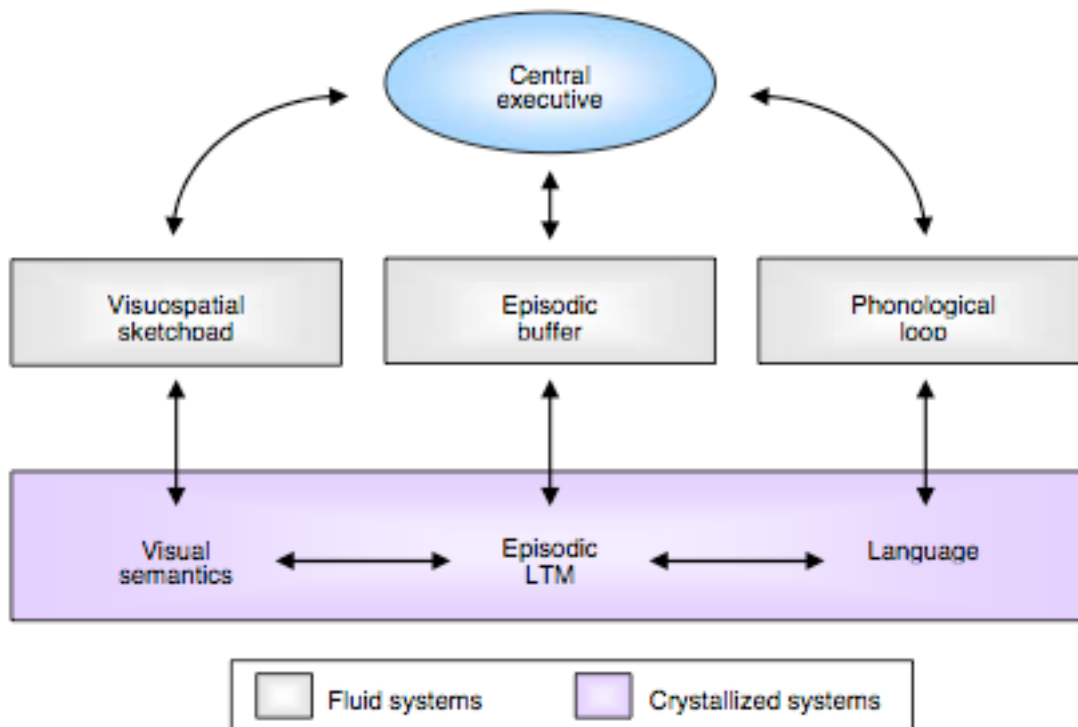 Central
executive
Visuospatial
sketchpad
Episodic
buffer
Phonological
loop
Visual
semantics
Episodic
LTM
Language
Fluid systems
Crystallized systems